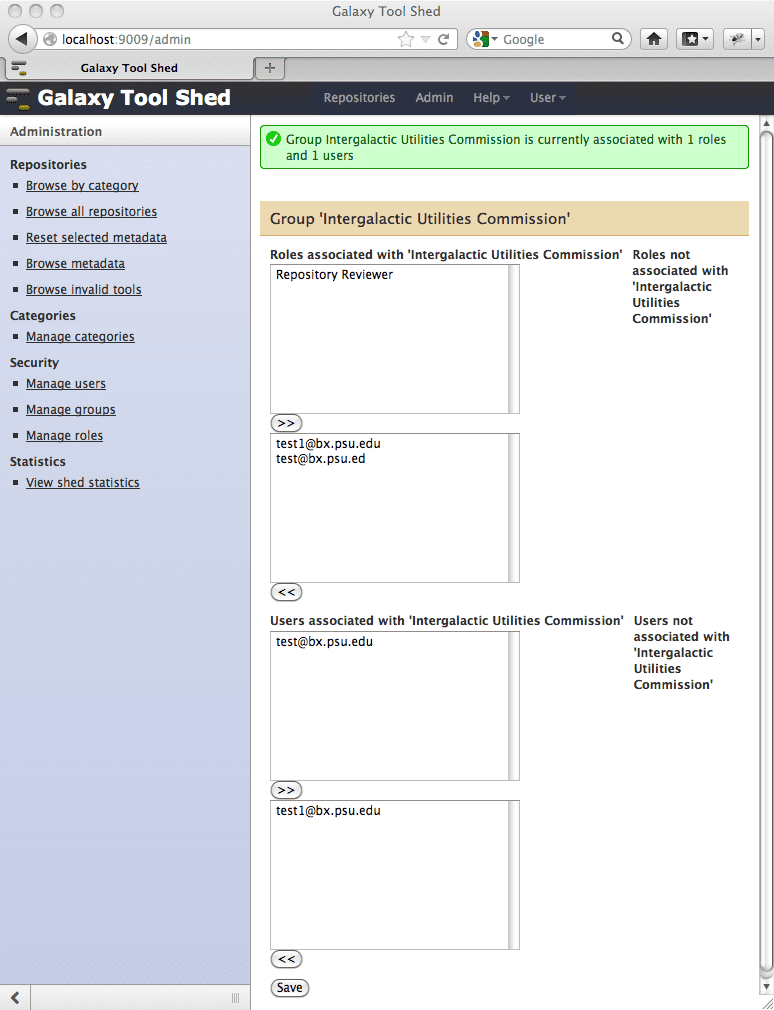 Galaxy Tool Shed
localhost:9009/admin
Google
Galaxy Tool Shed
Galaxy Tool Shed
Repositories Admin Help User
Administration
Repositories
Browse by category
Browse all repositories
Reset selected metadata
Browse metadata
Browse invalid tools
Categories
Manage categories
Security
Manage users
Manage groups
Manage roles
Statistics
View shed statistics
Group Intergalactic Utilities Commission is currently associated with 1 roles
and 1 users
Group 'Intergalactic Utilities Commission'
Roles associated with 'Intergalactic Utilities Commission'
Repository Reviewer
>>
test1@bx.psu.edu
test@bx.psu.ed
<<
Roles not
associated with
'Intergalactic
Utilities
Commission'
Users associated with 'Intergalactic Utilities Commission'
test@bx.psu.edu
>>
test1@bx.psu.edu
<<
Users not
associated with
'Intergalactic
Utilities
Commission'
Save